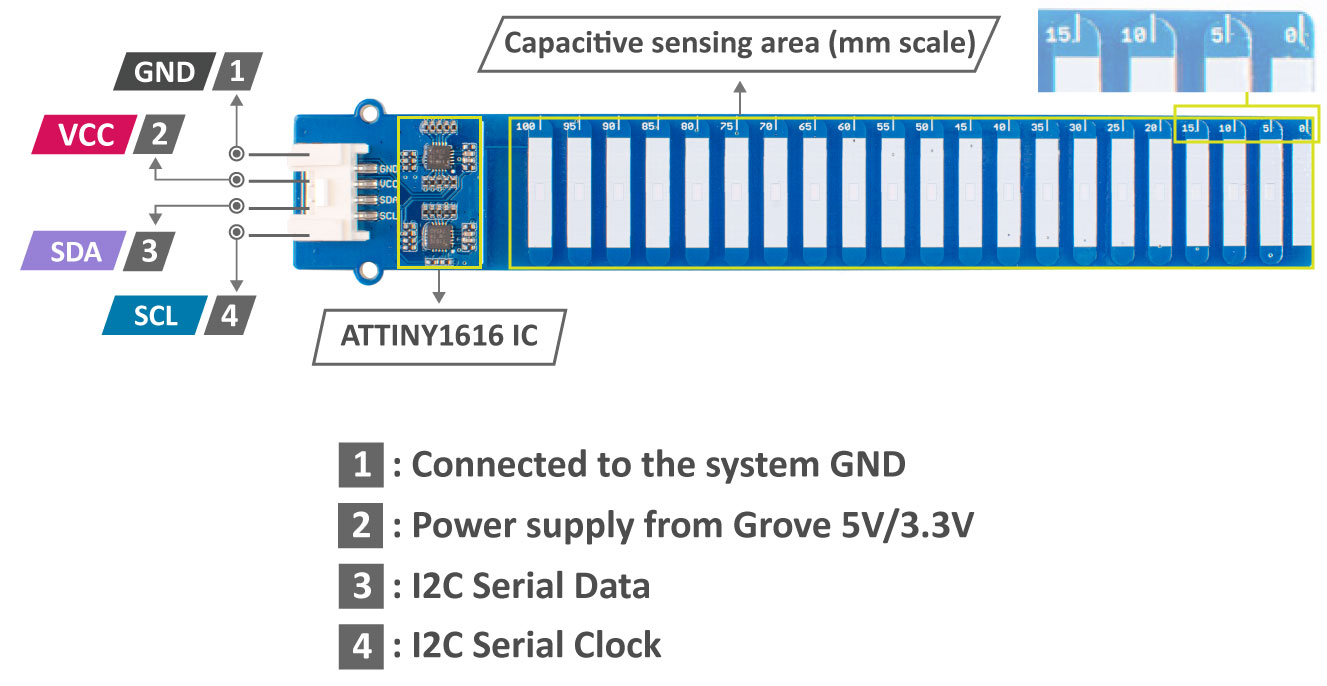 Capacitive sensing area (mm scale)
15 10 5 0
GND 1
VCC 2
SDA 3
SCL 4
GND
VCC
SDA
SCL
100 95 90 85 80 75 70 65 60 55 50 45 40 35 30 25 20 15 10 5 0
ATTINY1616 IC
1 : Connected to the system GND
2 : Power supply from Grove 5V/3.3V
3 : I2C Serial Data
4 : I2C Serial Clock